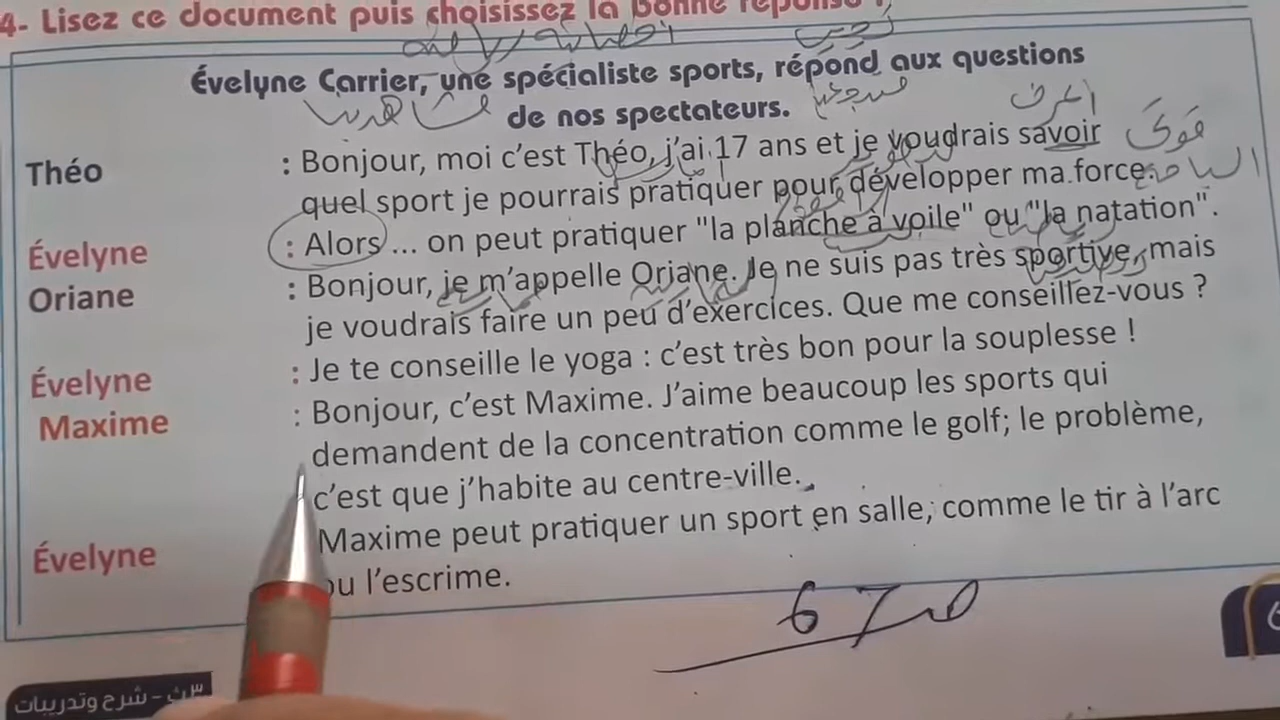 4- Lisez ce document puis choisissez la bonne réponse :
Évelyne Carrier, une spécialiste sports, répond aux questions
de nos spectateurs.
Théo : Bonjour, moi c'est Théo, j'ai 17 ans et je voudrais savoir
quel sport je pourrais pratiquer pour développer ma force.
Évelyne : Alors ... on peut pratiquer "la planche à voile" ou "la natation".
Oriane : Bonjour, je m'appelle Oriane. Je ne suis pas très sportive, mais
je voudrais faire un peu d'exercices. Que me conseillez-vous ?
Évelyne : Je te conseille le yoga : c'est très bon pour la souplesse !
Maxime : Bonjour, c'est Maxime. J'aime beaucoup les sports qui
demandent de la concentration comme le golf; le problème,
c'est que j'habite au centre-ville.
Évelyne Maxime peut pratiquer un sport en salle, comme le tir à l'arc
ou l'escrime.
67
٣ث - شرح وتدريبات